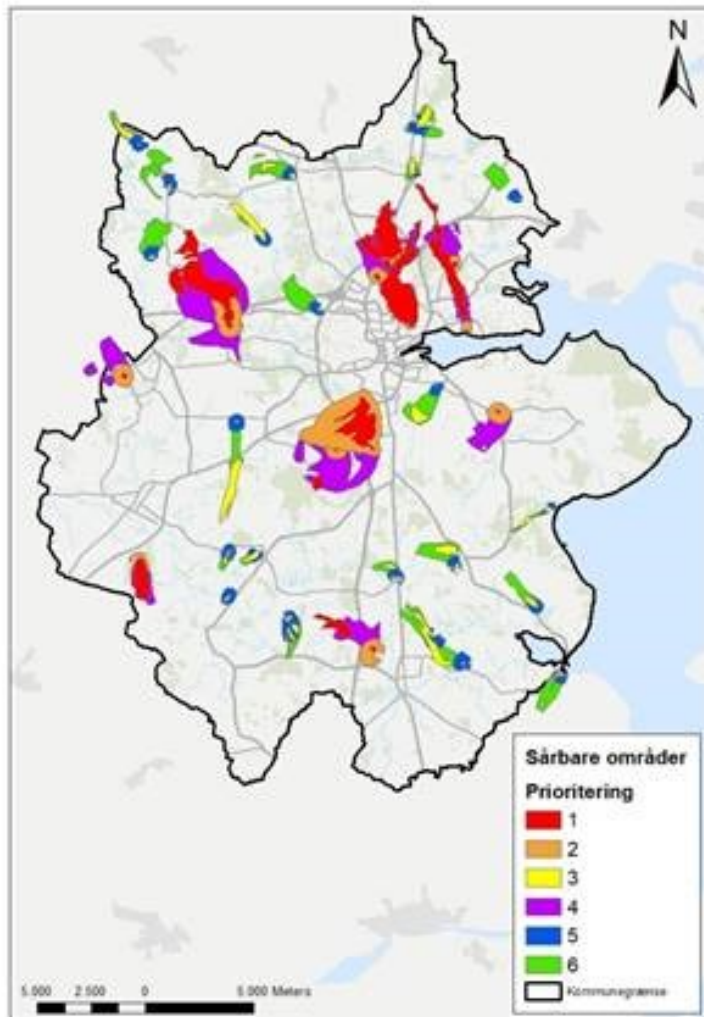 N
Sårbare områder
Prioritering
1
2
3
4
5
6
Kommunegrænse
5.000 2.500 0 5.000 Meters